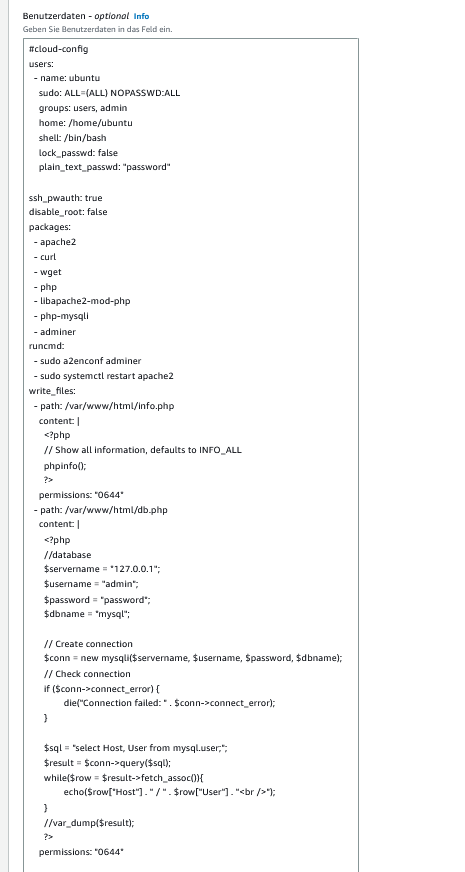 Benutzerdaten - optional Info
Geben Sie Benutzerdaten in das Feld ein.
#cloud-config
users:
  - name: ubuntu
    sudo: ALL=(ALL) NOPASSWD:ALL
    groups: users, admin
    home: /home/ubuntu
    shell: /bin/bash
    lock_passwd: false
    plain_text_passwd: "password"

ssh_pwauth: true
disable_root: false
packages:
  - apache2
  - curl
  - wget
  - php
  - libapache2-mod-php
  - php-mysqli
  - adminer
runcmd:
  - sudo a2enconf adminer
  - sudo systemctl restart apache2
write_files:
  - path: /var/www/html/info.php
    content: |
      <?php
      // Show all information, defaults to INFO_ALL
      phpinfo();
      ?>
    permissions: "0644"
  - path: /var/www/html/db.php
    content: |
      <?php
      //database
      $servername = "127.0.0.1";
      $username = "admin";
      $password = "password";
      $dbname = "mysql";

      // Create connection
      $conn = new mysqli($servername, $username, $password, $dbname);
      // Check connection
      if ($conn->connect_error) {
              die("Connection failed: " . $conn->connect_error);
      }

      $sql = "select Host, User from mysql.user;";
      $result = $conn->query($sql);
      while($row = $result->fetch_assoc()){
              echo($row["Host"] . " / " . $row["User"] . "<br />");
      }
      //var_dump($result);
      ?>
    permissions: "0644"